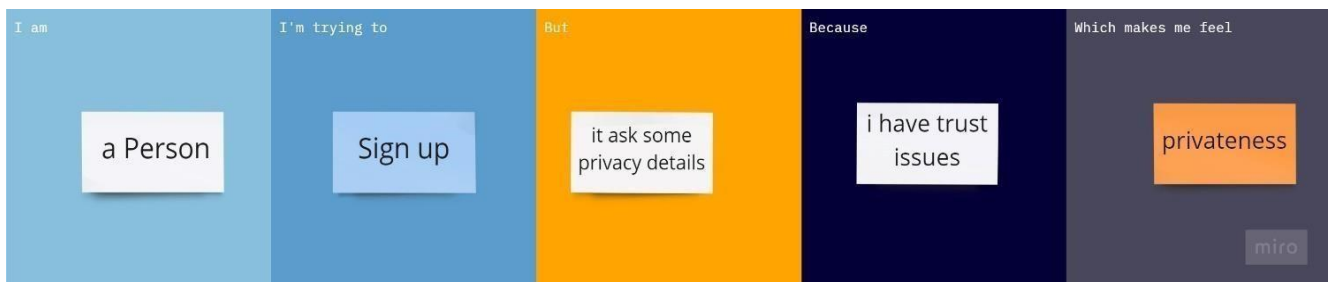 I am
a Person
I'm trying to
Sign up
But
it ask some
privacy details
Because
i have trust
issues
Which makes me feel
privateness
miro